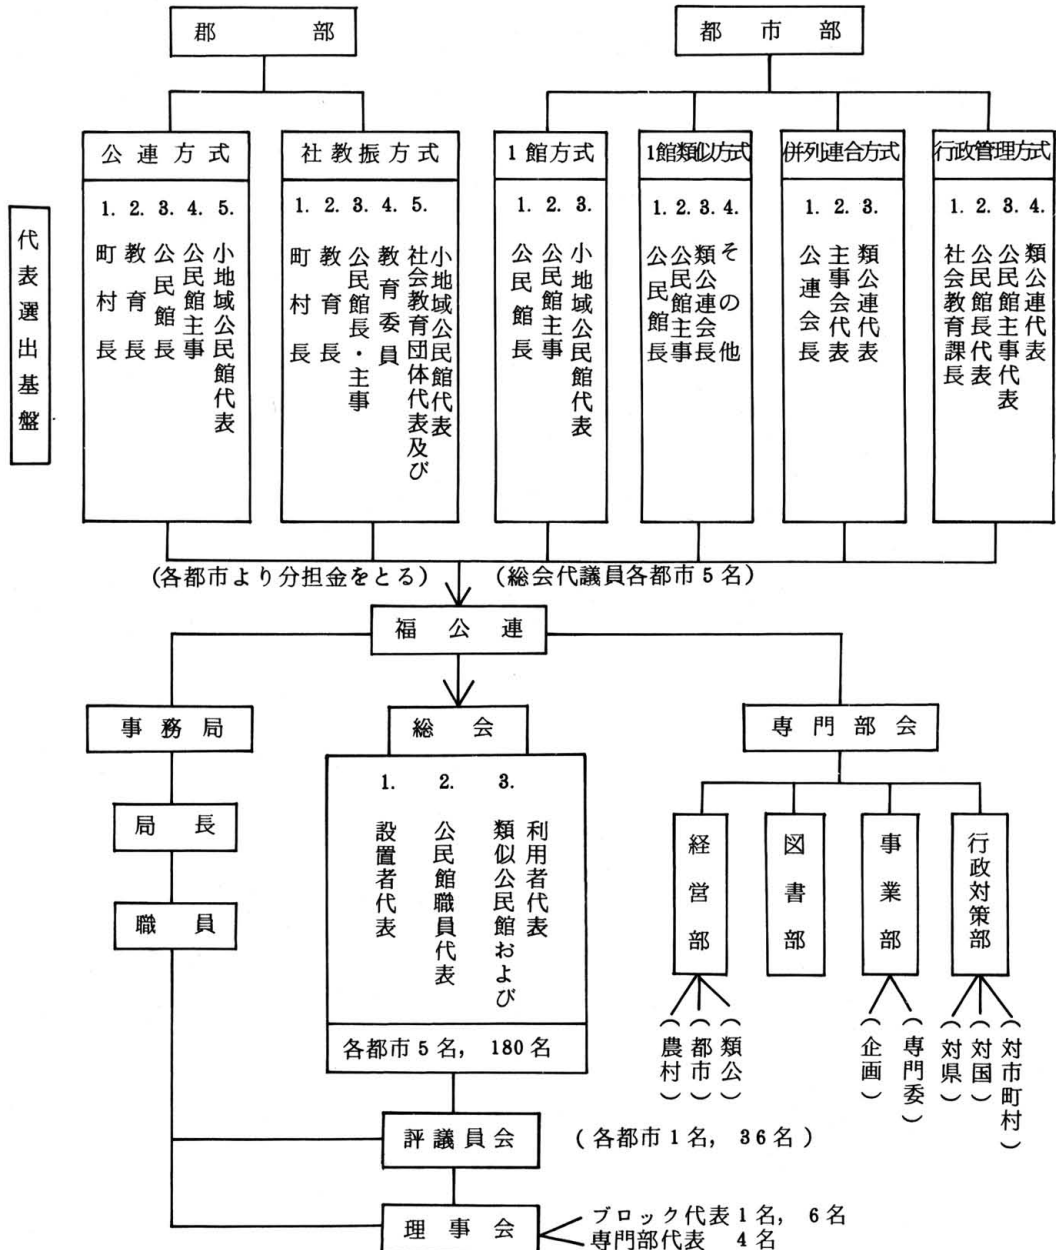 郡部
都市部
代表選出基盤
公連方式
1. 町村長
2. 教育長
3. 公民館長
4. 公民館主事
5. 小地域公民館代表
社教振方式
1. 町村長
2. 教育長
3. 公民館長・主事
4. 教育委員
5. 社会教育団体代表及び
小地域公民館代表
1館方式
1. 公民館長
2. 公民館主事
3. 小地域公民館代表
1館類似方式
1. 公民館長
2. 公民館主事
3. 類公連会長
4. その他
併列連合方式
1. 公連会長
2. 主事会代表
3. 類公連代表
行政管理方式
1. 社会教育課長
2. 公民館長代表
3. 公民館主事代表
4. 類公連代表
(各都市より分担金をとる)
(総会代議員各都市5名)
福公連
事務局
局長
職員
総会
1. 設置者代表
2. 公民館職員代表
3. 類似公民館および
利用者代表
各都市5名, 180名
専門部会
経営部
(農村)
(都市)
(類公)
図書部
事業部
(企画)
(専門委)
行政対策部
(対県)
(対国)
(対市町村)
評議員会
(各都市1名, 36名)
理事会
ブロック代表1名, 6名
専門部代表 4名